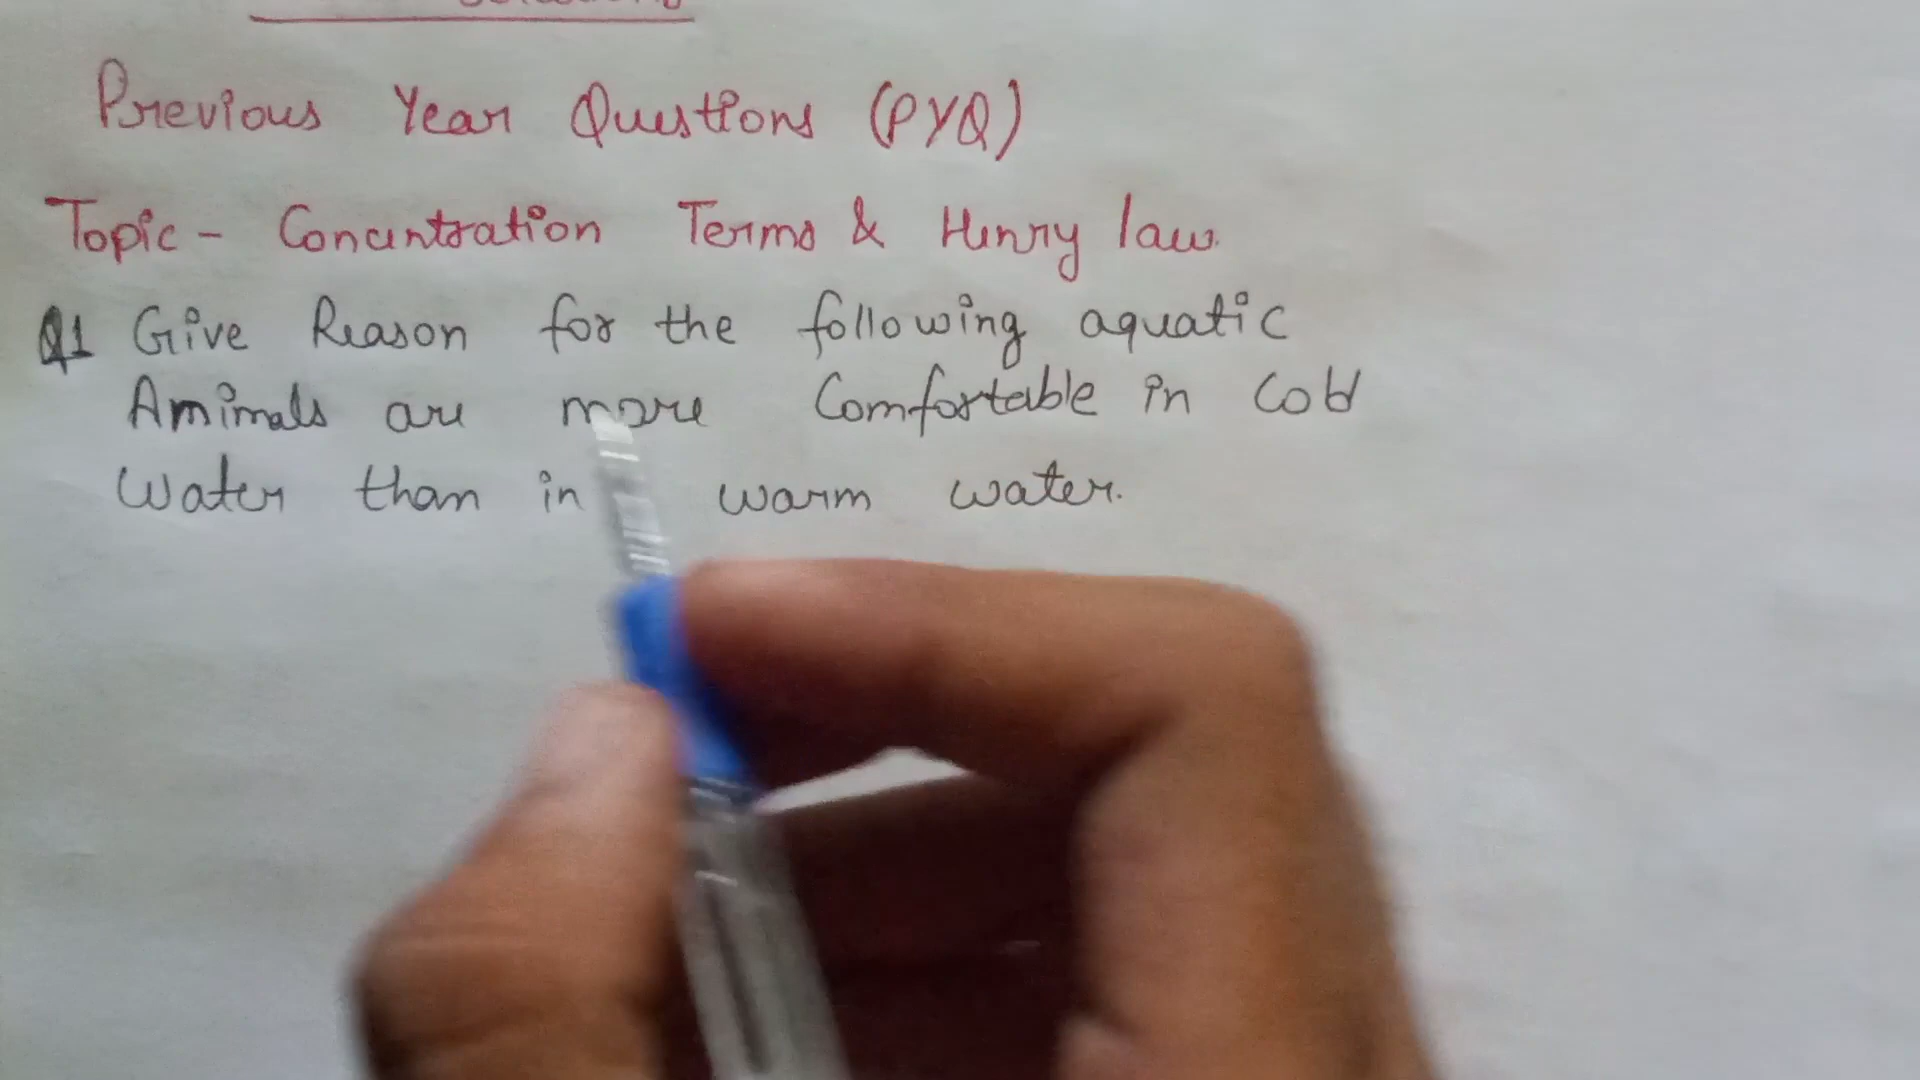 Previous Year Questions (PYQ)
Topic - Concentration Terms & Henry law.
Q1 Give Reason for the following aquatic
Animals are more Comfortable in Cold
Water than in warm water.